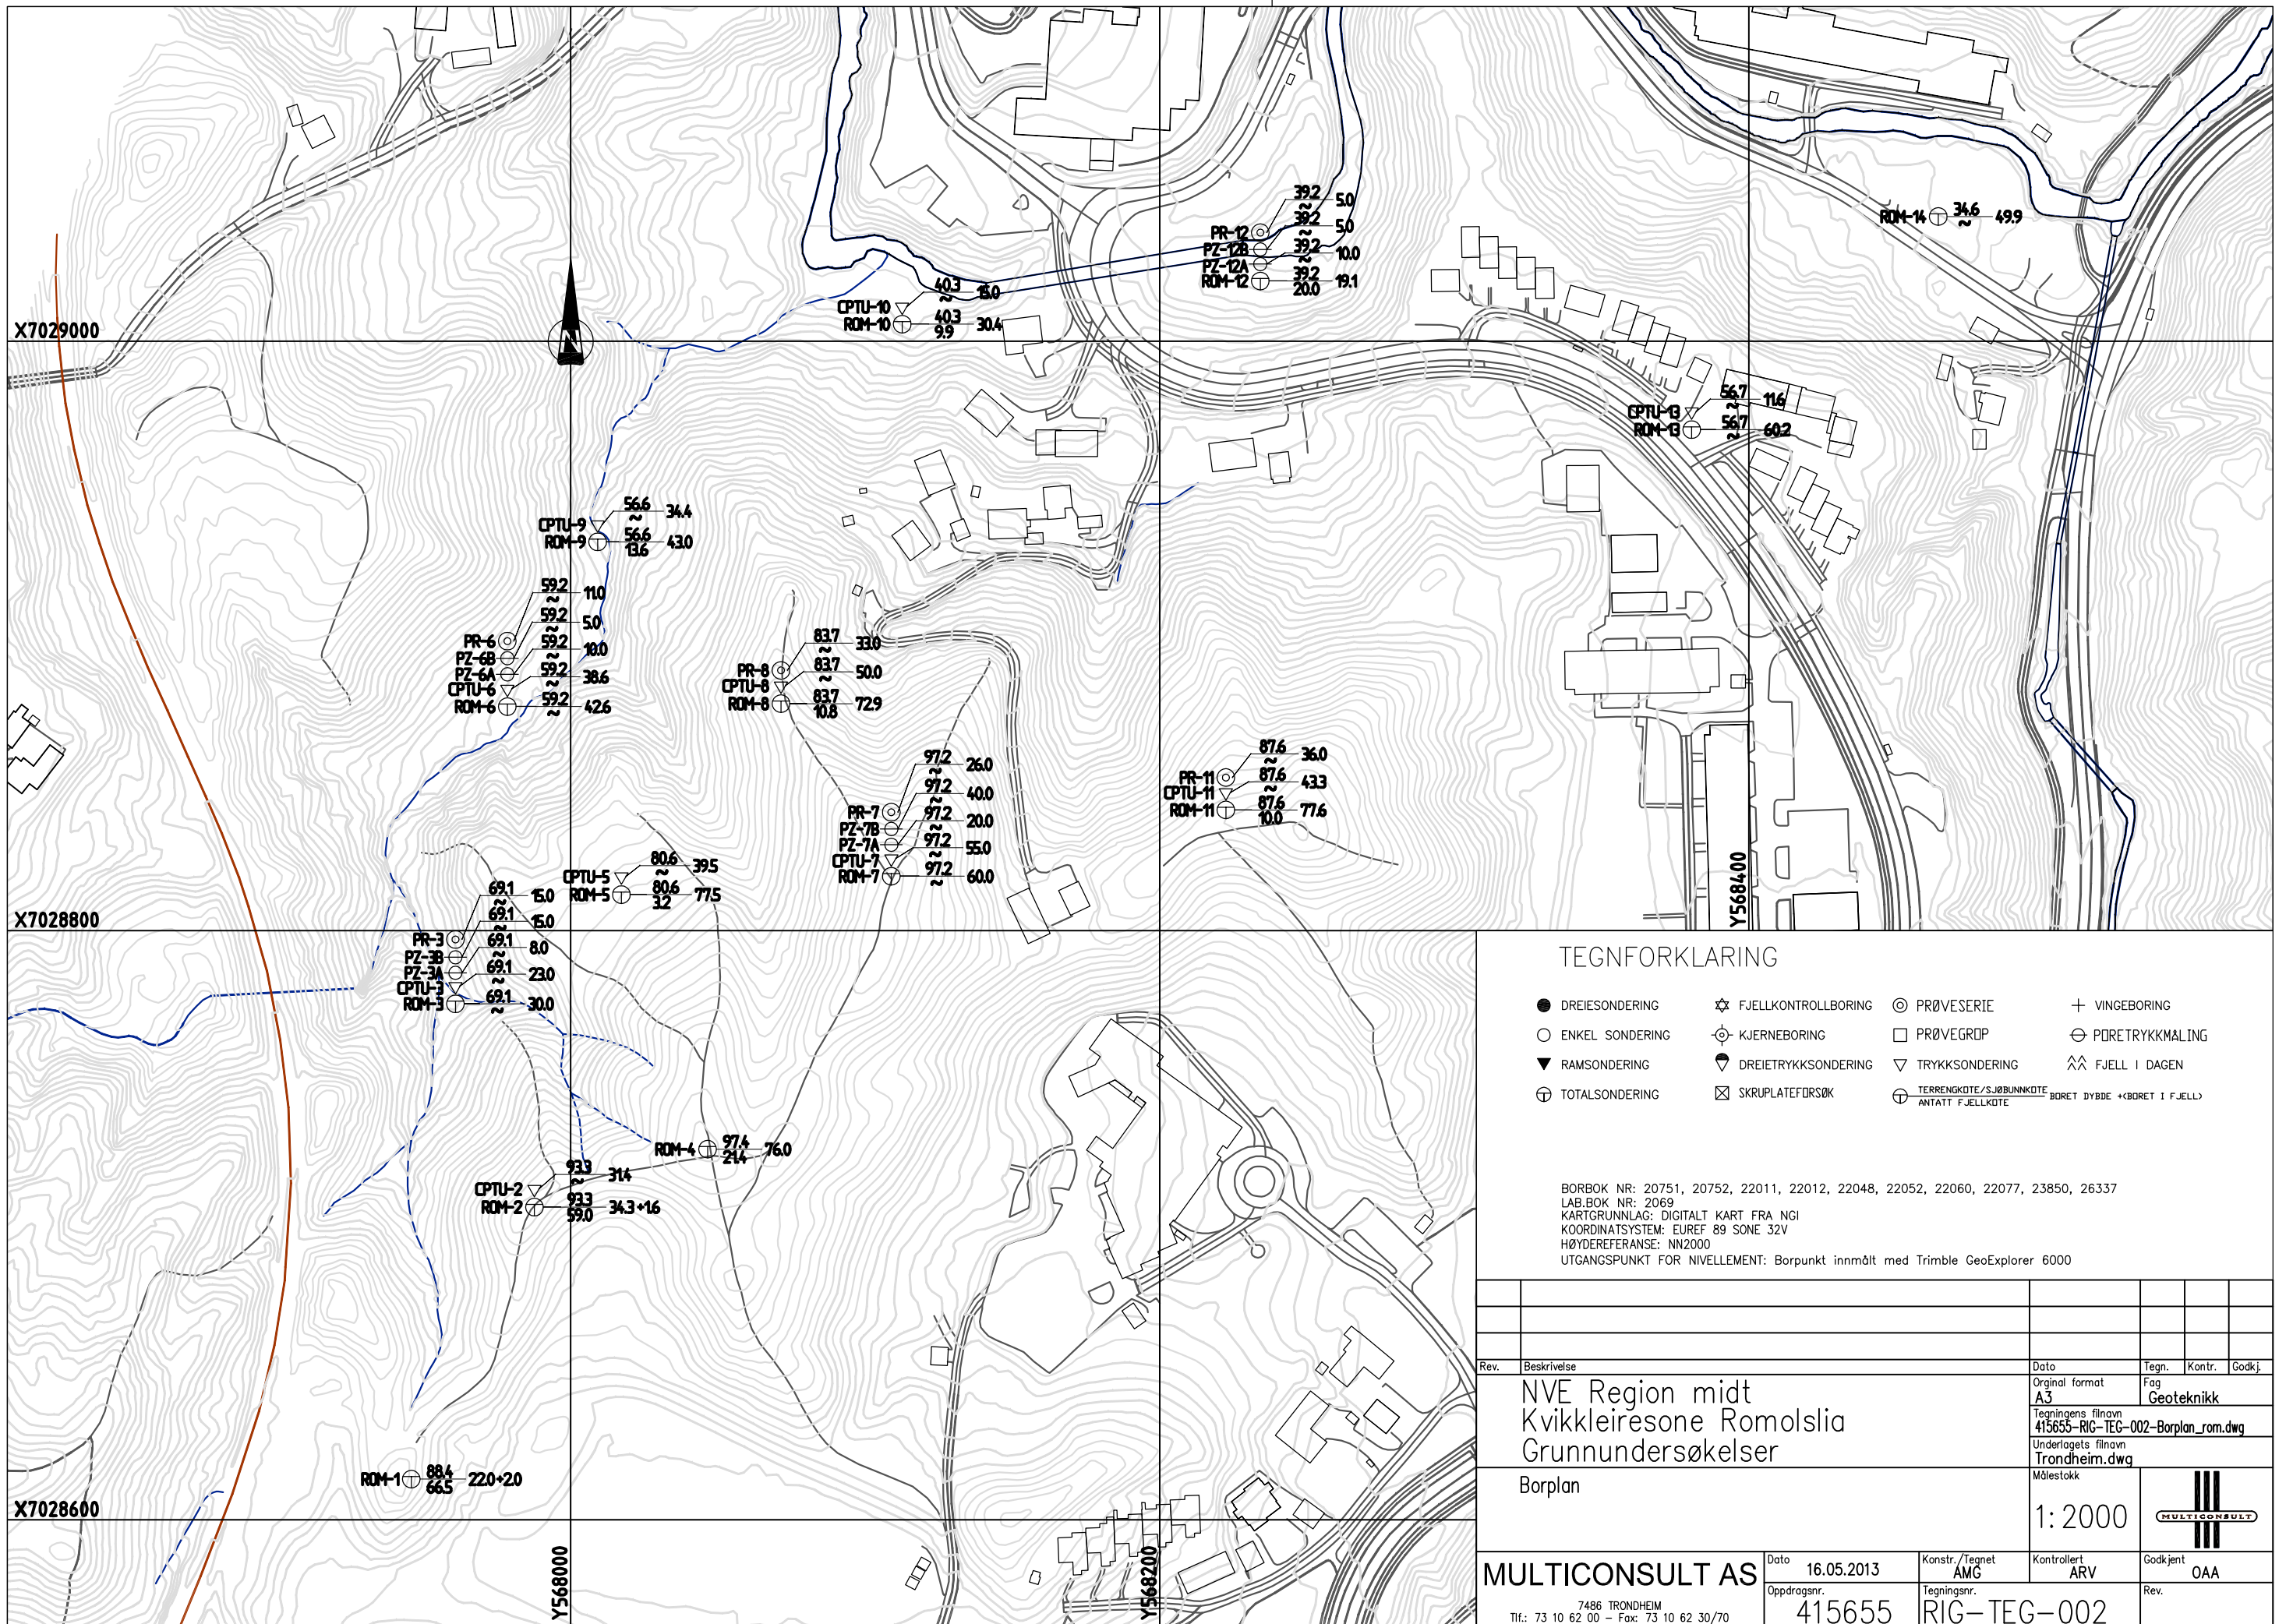 39.2
5.0
39.2
5.0
PR-12
PZ-12B
39.2
10.0
PZ-12A
ROM-12
39.2
20.0
19.1
ROM-14
34.6
~
49.9
40.3
~
15.0
CPTU-10
ROM-10
40.3
9.9
30.4
X7029000
N
56.7
~
11.6
CPTU-13
ROM-13
56.7
~
60.2
56.6
~
34.4
CPTU-9
ROM-9
56.6
13.6
43.0
59.2
~
11.0
59.2
~
5.0
PR-6
PZ-6B
59.2
~
10.0
PZ-6A
59.2
~
38.6
CPTU-6
ROM-6
59.2
~
42.6
83.7
~
33.0
PR-8
83.7
~
50.0
CPTU-8
ROM-8
83.7
10.8
72.9
97.2
~
26.0
97.2
~
40.0
PR-7
PZ-7B
97.2
~
20.0
PZ-7A
97.2
~
55.0
CPTU-7
ROM-7
97.2
~
60.0
87.6
~
36.0
PR-11
87.6
~
43.3
CPTU-11
ROM-11
87.6
10.0
77.6
80.6
~
39.5
CPTU-5
ROM-5
80.6
3.2
77.5
69.1
~
15.0
69.1
~
15.0
X7028800
Y568400
PR-3
PZ-3B
69.1
~
8.0
PZ-3A
69.1
~
23.0
CPTU-3
ROM-3
69.1
~
30.0
ROM-4
97.4
21.4
76.0
93.3
~
31.4
CPTU-2
ROM-2
93.3
59.0
34.3+1.6
ROM-1
88.4
66.5
22.0+2.0
X7028600
Y568000
Y568200
TEGNFORKLARING
DREIESONDERING
FJELLKONTROLLBORING
PRØVESERIE
VINGEBORING
ENKEL SONDERING
KJERNEBORING
PRØVEGROP
PORETRYKKMÅLING
RAMSONDERING
DREIETRYKKSONDERING
TRYKKSONDERING
FJELL I DAGEN
TOTALSONDERING
SKRUPLATEFORSØK
TERRENGKOTE/SJØBUNNKOTE
ANTATT FJELLKOTE
BORET DYBDE +(BORET I FJELL)
BORBOK NR: 20751, 20752, 22011, 22012, 22048, 22052, 22060, 22077, 23850, 26337
LAB.BOK NR: 2069
KARTGRUNNLAG: DIGITALT KART FRA NGI
KOORDINATSYSTEM: EUREF 89 SONE 32V
HØYDEREFERANSE: NN2000
UTGANGSPUNKT FOR NIVELLEMENT: Borpunkt innmålt med Trimble GeoExplorer 6000
Rev.
Beskrivelse
Dato
Tegn.
Kontr.
Godkj.
NVE Region midt
Kvikkleiresone Romolslia
Grunnundersøkelser
Orginal format
A3
Fag
Geoteknikk
Tegningens filnavn
415655-RIG-TEG-002-Borplan_rom.dwg
Underlagets filnavn
Trondheim.dwg
Borplan
Målestokk
1:2000
MULTICONSULT
MULTICONSULT AS
7486 TRONDHEIM
Tlf.: 73 10 62 00 - Fax: 73 10 62 30/70
Dato
16.05.2013
Konstr./Tegnet
AMG
Kontrollert
ARV
Godkjent
OAA
Oppdragsnr.
415655
Tegningsnr.
RIG-TEG-002
Rev.